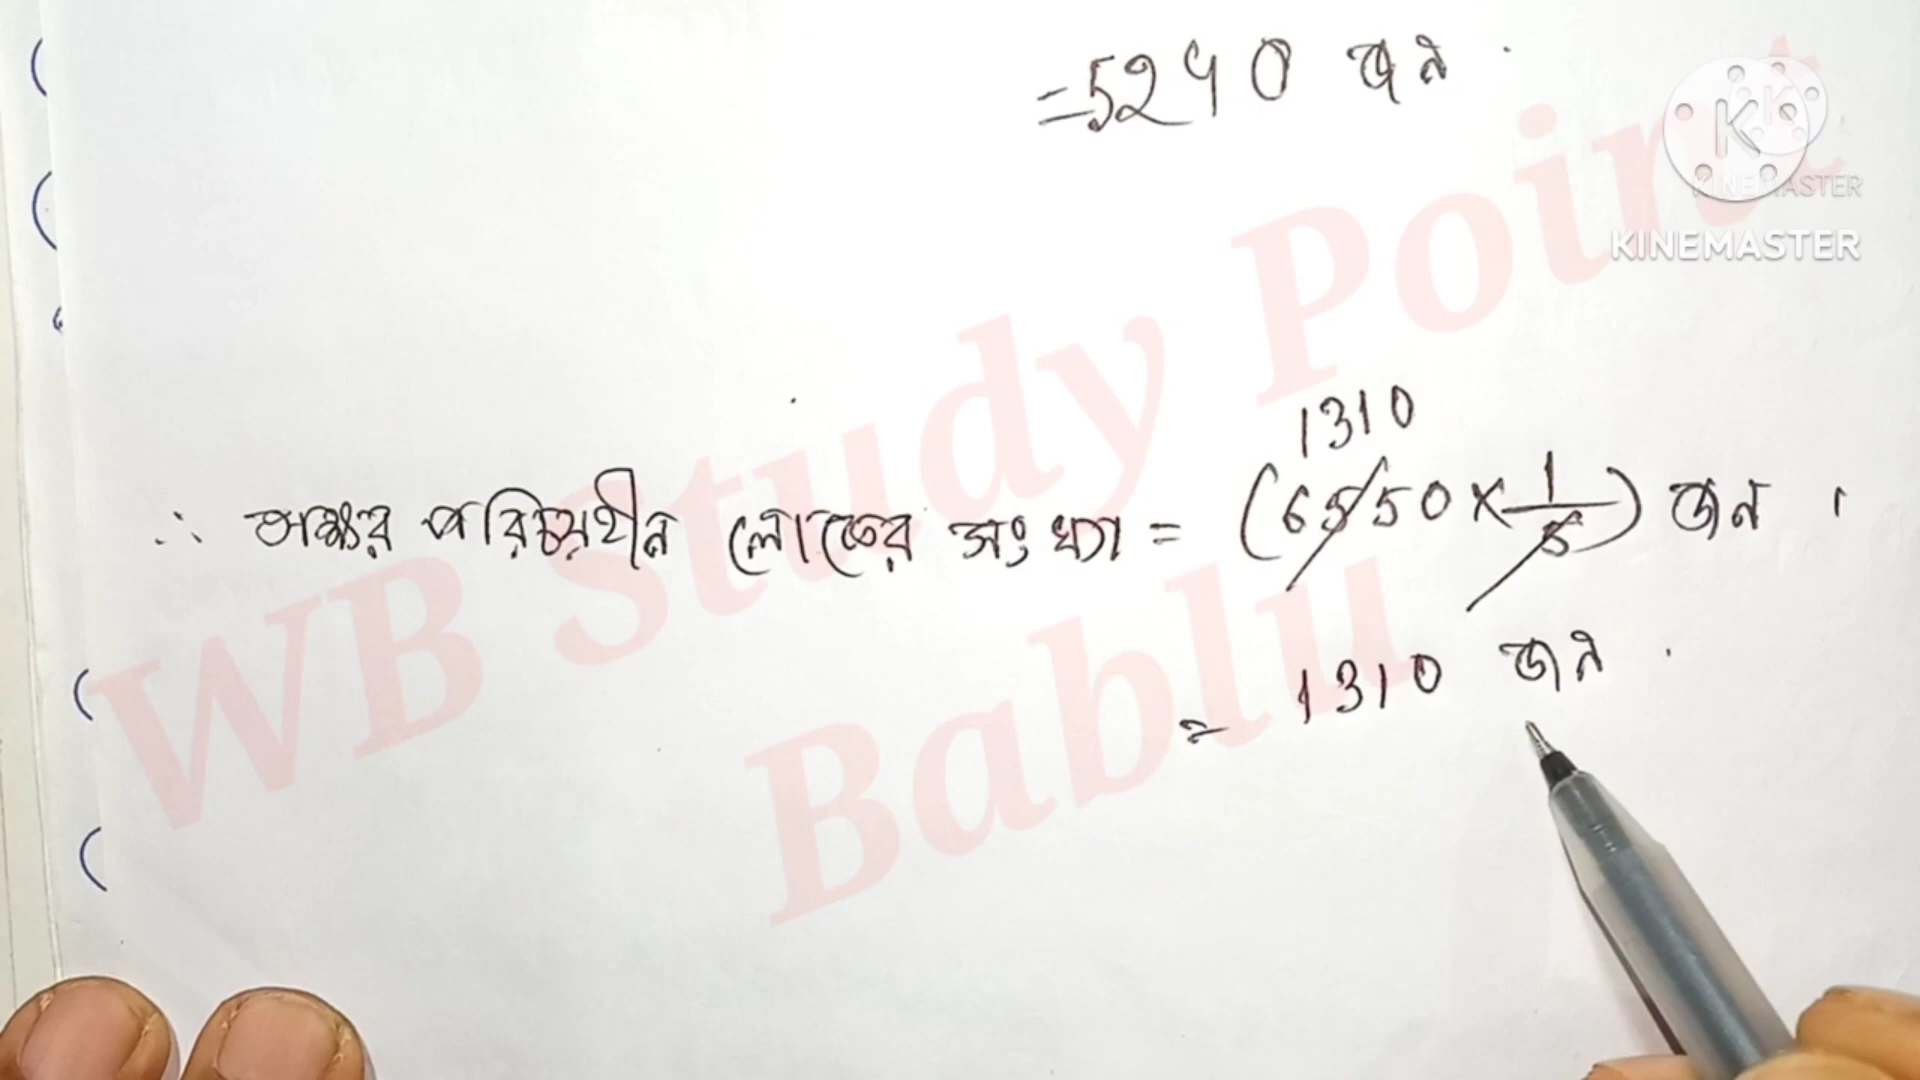 =5240 জন
KINEMASTER
KINEMASTER
WB Study Point
Bablu
1310
∴ অক্ষর পরিচয়হীন লোকের সংখ্যা = (6550 × 1/5) জন ।
= 1310 জন .